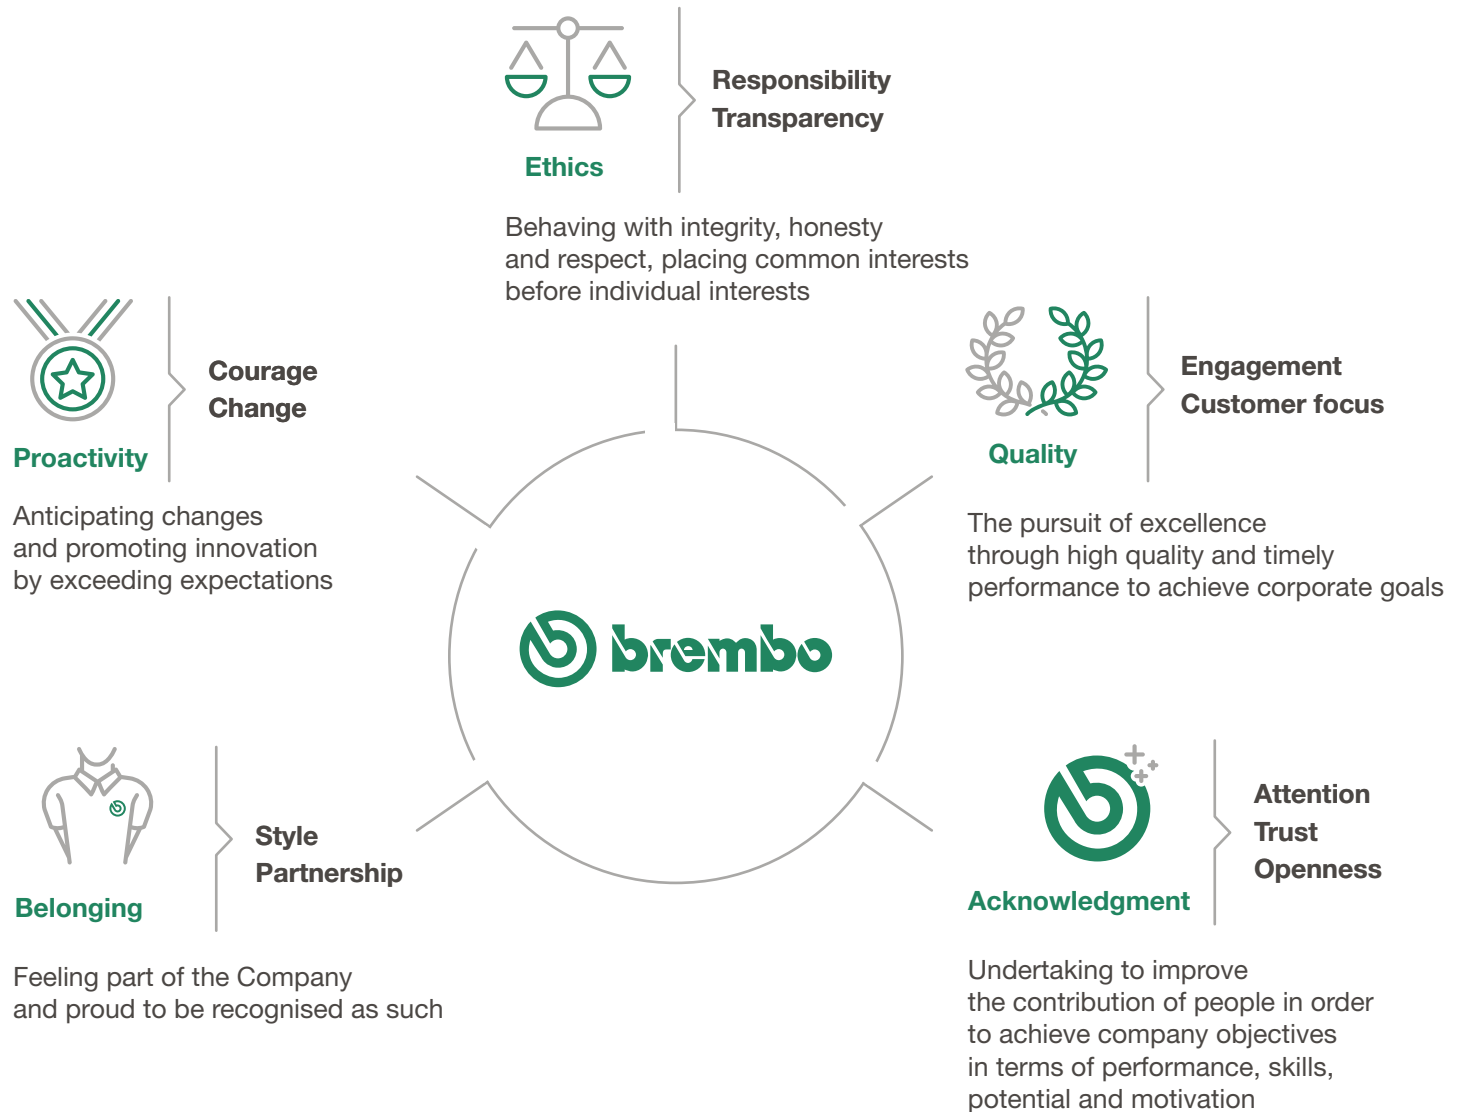 Responsibility
Transparency
Ethics
Behaving with integrity, honesty
and respect, placing common interests
before individual interests
Courage
Change
Proactivity
Anticipating changes
and promoting innovation
by exceeding expectations
Engagement
Customer focus
Quality
The pursuit of excellence
through high quality and timely
performance to achieve corporate goals
brembo
Style
Partnership
Belonging
Feeling part of the Company
and proud to be recognised as such
Attention
Trust
Openness
Acknowledgment
Undertaking to improve
the contribution of people in order
to achieve company objectives
in terms of performance, skills,
potential and motivation